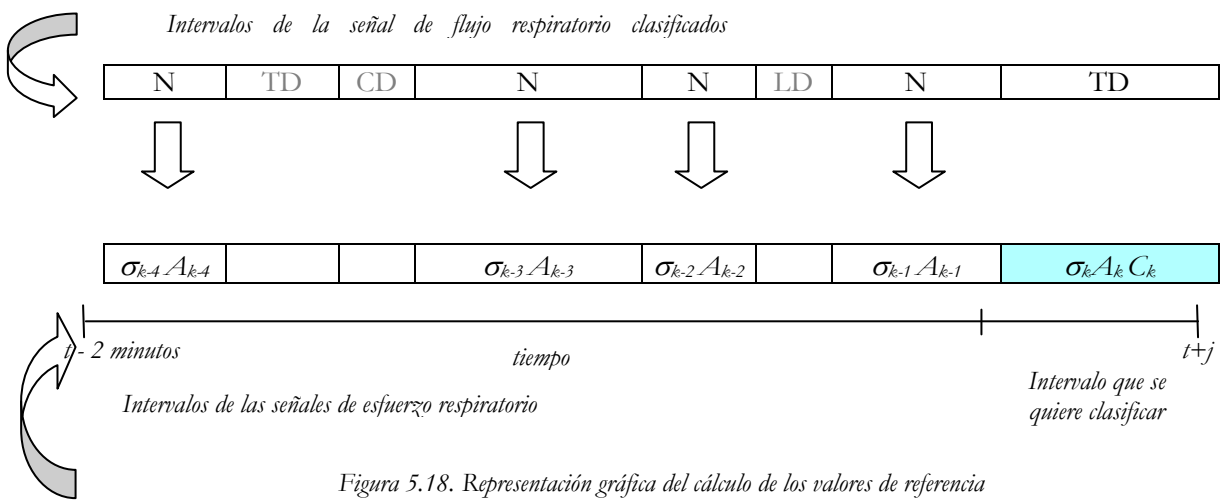 Intervalos de la señal de flujo respiratorio clasificados
N TD CD N N LD N TD
σk-4 Ak-4 σk-3 Ak-3 σk-2 Ak-2 σk-1 Ak-1 σk Ak Ck
t - 2 minutos tiempo t+j
Intervalo que se
quiere clasificar
Intervalos de las señales de esfuerzo respiratorio
Figura 5.18. Representación gráfica del cálculo de los valores de referencia